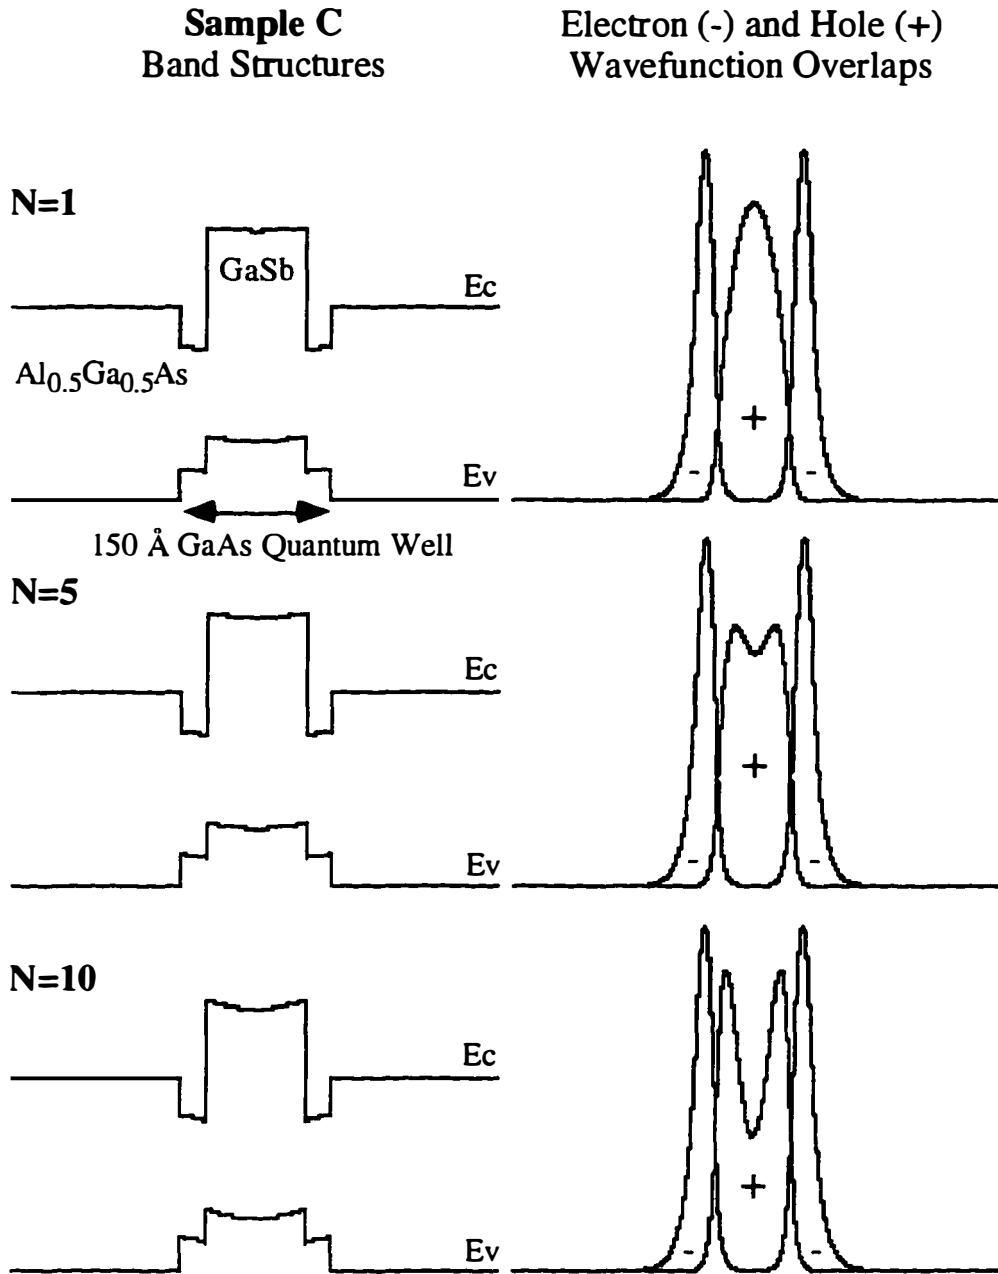 Sample C
Band Structures
Electron (-) and Hole (+)
Wavefunction Overlaps
N=1
GaSb
Ec
Al0.5Ga0.5As
Ev
+
-
-
150 Å GaAs Quantum Well
N=5
Ec
Ev
+
-
-
N=10
Ec
Ev
+
-
-